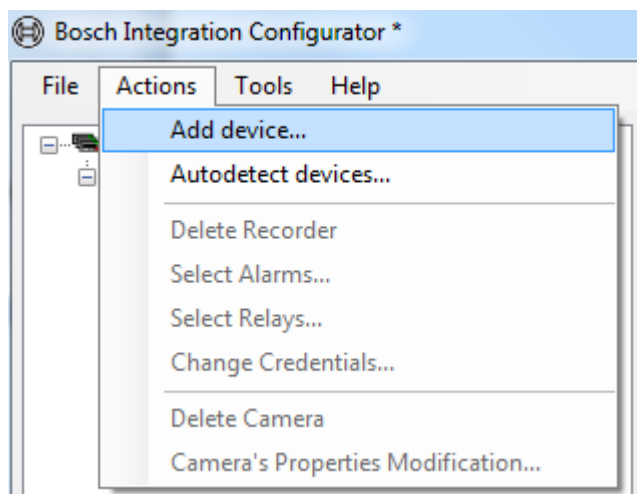 Bosch Integration Configurator *
File Actions Tools Help
Add device...
Autodetect devices...
Delete Recorder
Select Alarms...
Select Relays...
Change Credentials...
Delete Camera
Camera's Properties Modification...